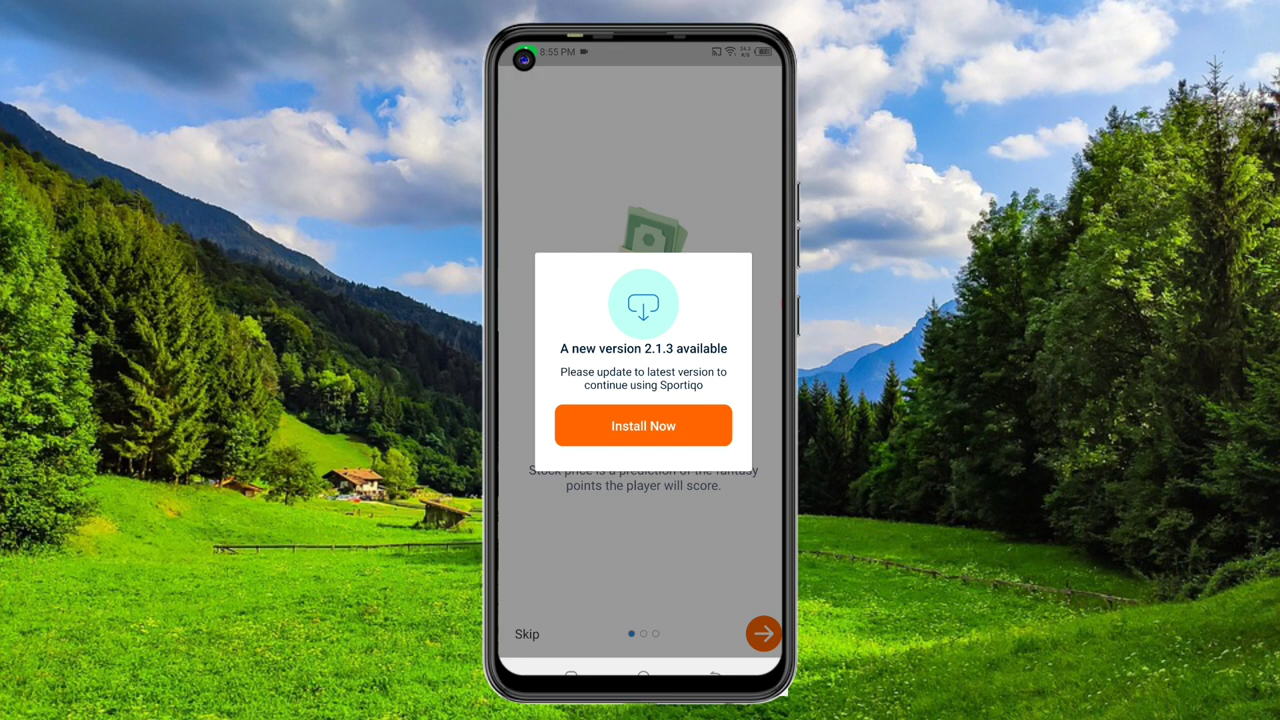 8:55 PM
A new version 2.1.3 available
Please update to latest version to
continue using Sportiqo
Install Now
Stock price is a prediction of the fantasy
points the player will score.
Skip